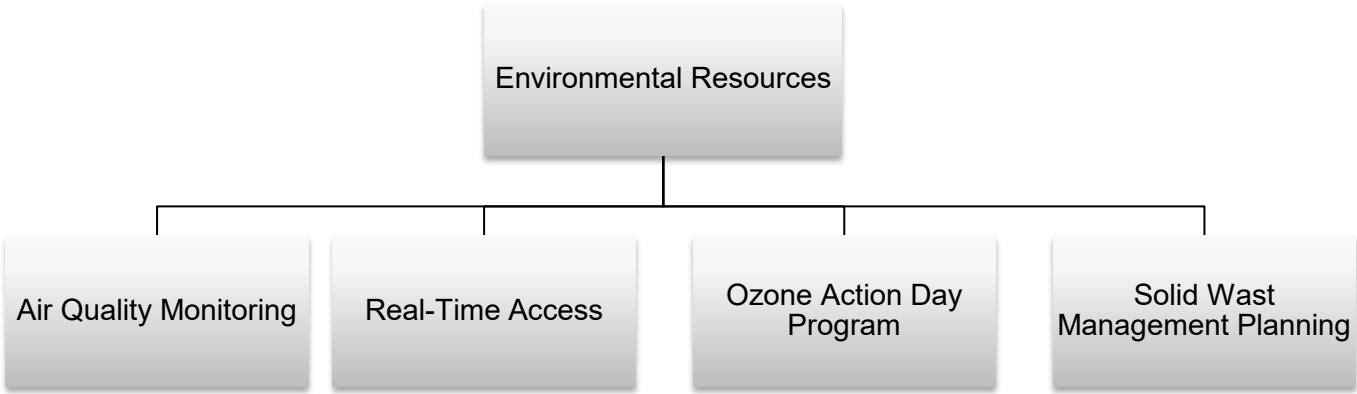 Environmental Resources
Air Quality Monitoring
Real-Time Access
Ozone Action Day
Program
Solid Wast
Management Planning